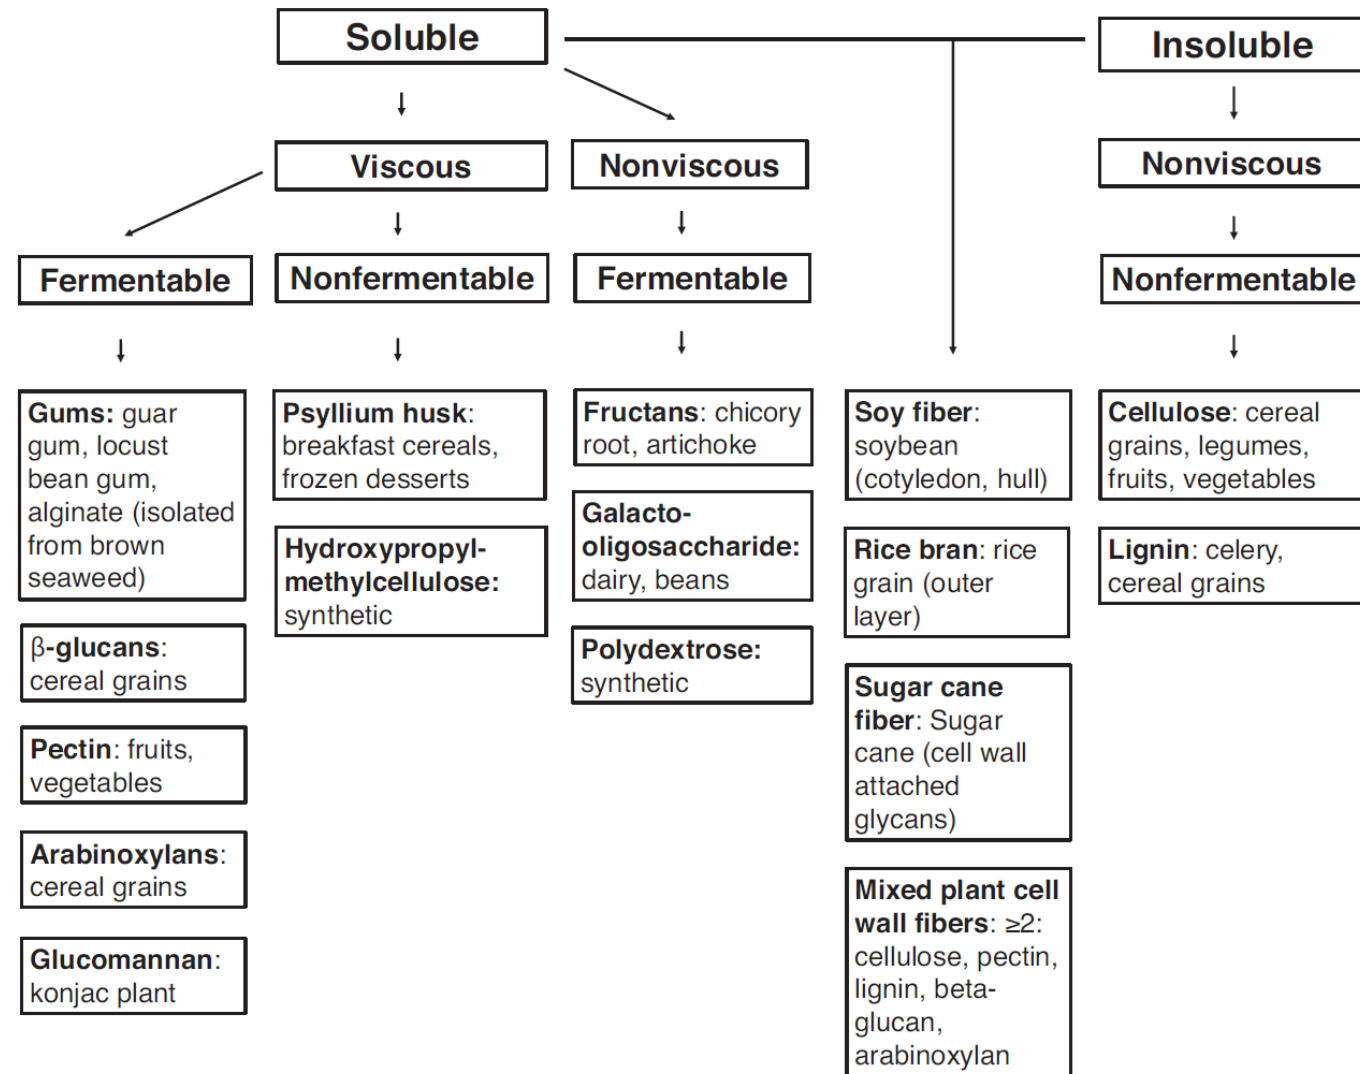 Soluble
Insoluble
Viscous
Nonviscous
Nonviscous
Fermentable
Nonfermentable
Fermentable
Nonfermentable
Gums: guar
gum, locust
bean gum,
alginate (isolated
from brown
seaweed)
β-glucans:
cereal grains
Pectin: fruits,
vegetables
Arabinoxylans:
cereal grains
Glucomannan:
konjac plant
Psyllium husk:
breakfast cereals,
frozen desserts
Hydroxypropyl-
methylcellulose:
synthetic
Fructans: chicory
root, artichoke
Galacto-
oligosaccharide:
dairy, beans
Polydextrose:
synthetic
Soy fiber:
soybean
(cotyledon, hull)
Rice bran: rice
grain (outer
layer)
Sugar cane
fiber: Sugar
cane (cell wall
attached
glycans)
Mixed plant cell
wall fibers: ≥2:
cellulose, pectin,
lignin, beta-
glucan,
arabinoxylan
Cellulose: cereal
grains, legumes,
fruits, vegetables
Lignin: celery,
cereal grains